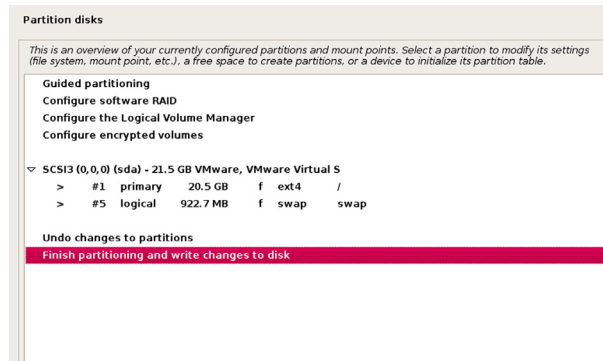 Partition disks
This is an overview of your currently configured partitions and mount points. Select a partition to modify its settings
(file system, mount point, etc.), a free space to create partitions, or a device to initialize its partition table.
Guided partitioning
Configure software RAID
Configure the Logical Volume Manager
Configure encrypted volumes
SCSI3 (0,0,0) (sda) - 21.5 GB VMware, VMware Virtual S
> #1 primary 20.5 GB f ext4 /
> #5 logical 922.7 MB f swap swap
Undo changes to partitions
Finish partitioning and write changes to disk